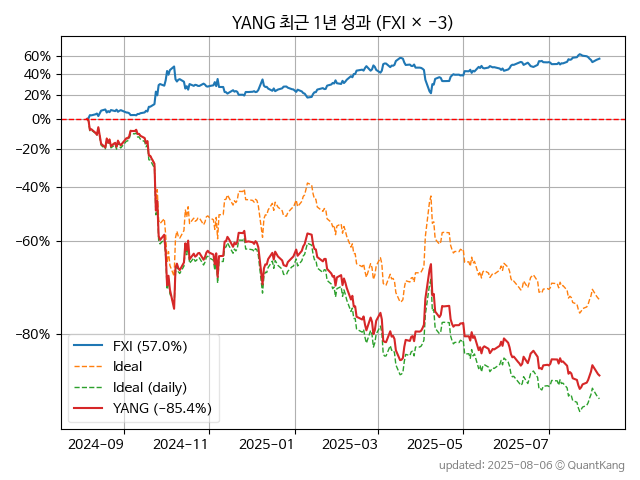 YANG 최근 1년 성과 (FXI × −3)
60%
40%
20%
0%
−20%
−40%
−60%
−80%
FXI (57.0%)
Ideal
Ideal (daily)
YANG (−85.4%)
2024-09 2024-11 2025-01 2025-03 2025-05 2025-07
updated: 2025-08-06 © QuantKang